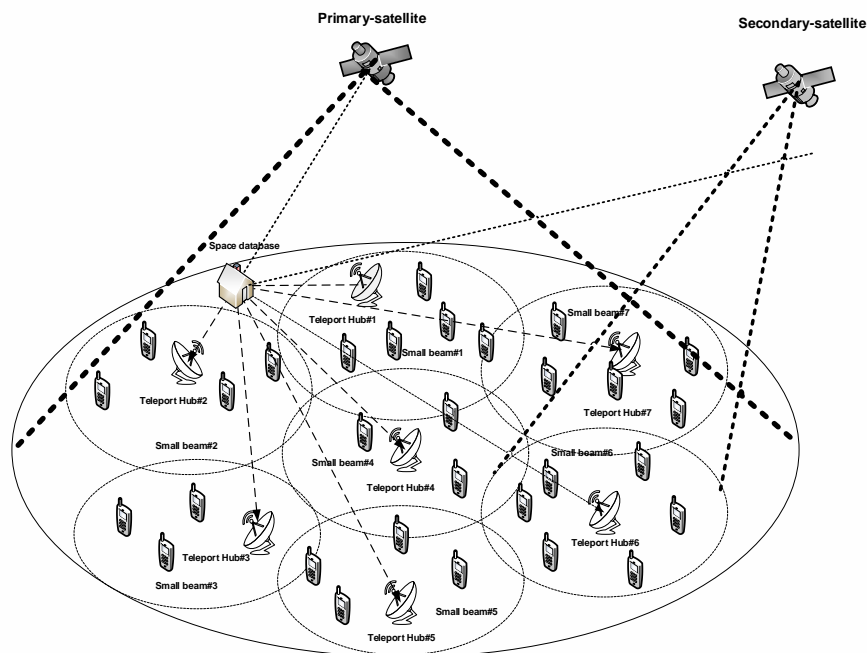 Primary-satellite
Secondary-satellite
Space database
Teleport Hub#1
Small beam#7
Small beam#1
Teleport Hub#2
Teleport Hub#7
Small beam#2
Small beam#4
Small beam#6
Teleport Hub#4
Teleport Hub#6
Teleport Hub#3
Small beam#3
Small beam#5
Teleport Hub#5